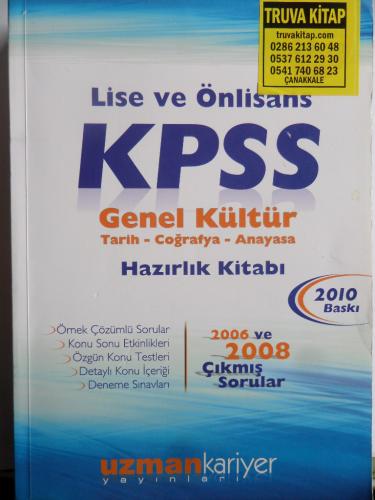 TRUVA KİTAP
truvakitap.com
0286 213 60 48
0537 612 29 30
0541 740 68 23
ÇANAKKALE
Lise ve Önlisans
KPSS
Genel Kültür
Tarih - Coğrafya - Anayasa
Hazırlık Kitabı
2010
Baskı
Örnek Çözümlü Sorular
Konu Sonu Etkinlikleri
Özgün Konu Testleri
Detaylı Konu İçeriği
Deneme Sınavları
2006 ve
2008
Çıkmış
Sorular
uzmankariyer
yayınları